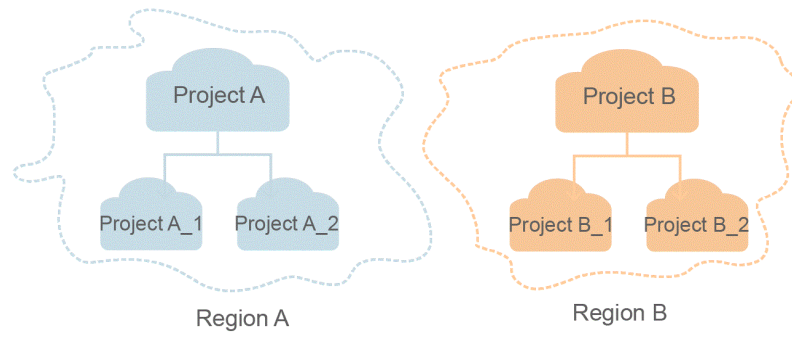 Project A
Project A_1
Project A_2
Region A
Project B
Project B_1
Project B_2
Region B